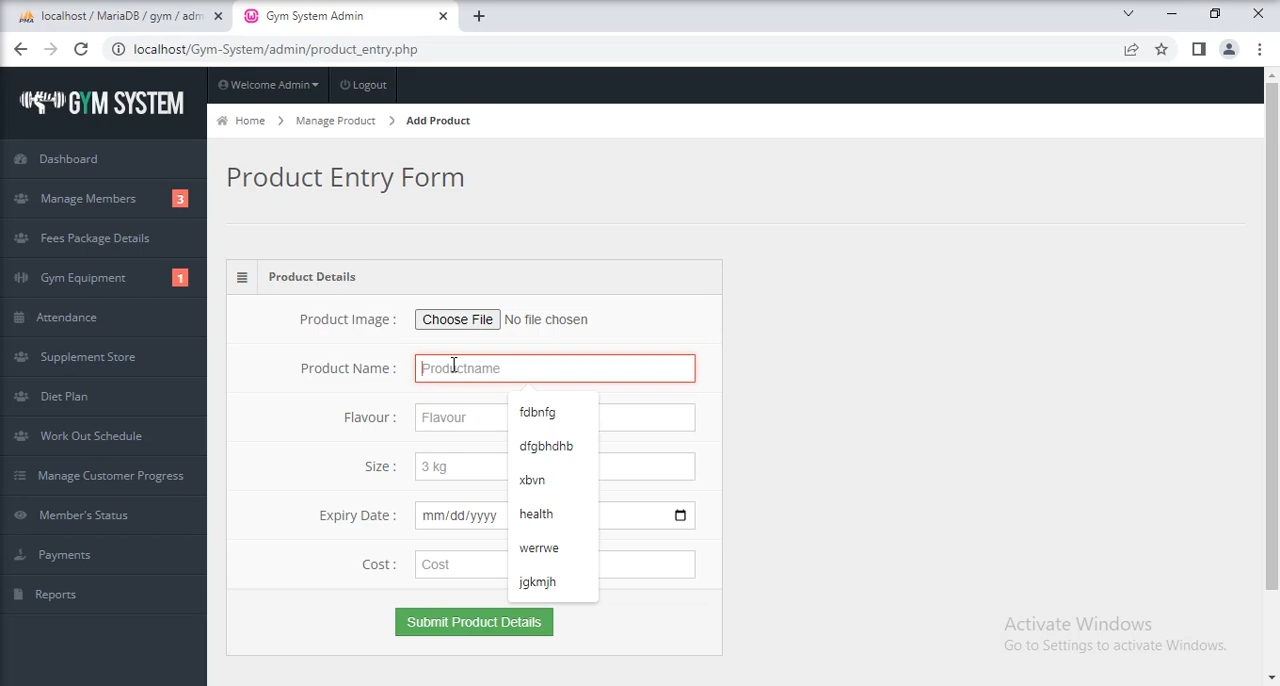 localhost / MariaDB / gym / adm
Gym System Admin
localhost/Gym-System/admin/product_entry.php
GYM SYSTEM
Welcome Admin
Logout
Home > Manage Product > Add Product
Dashboard
Manage Members 3
Fees Package Details
Gym Equipment 1
Attendance
Supplement Store
Diet Plan
Work Out Schedule
Manage Customer Progress
Member's Status
Payments
Reports
Product Entry Form
Product Details
Product Image : Choose File No file chosen
Product Name : Productname
Flavour : Flavour
Size : 3 kg
Expiry Date : mm/dd/yyyy
Cost : Cost
fdbnfg
dfgbhdhb
xbvn
health
werrwe
jgkmjh
Submit Product Details
Activate Windows
Go to Settings to activate Windows.